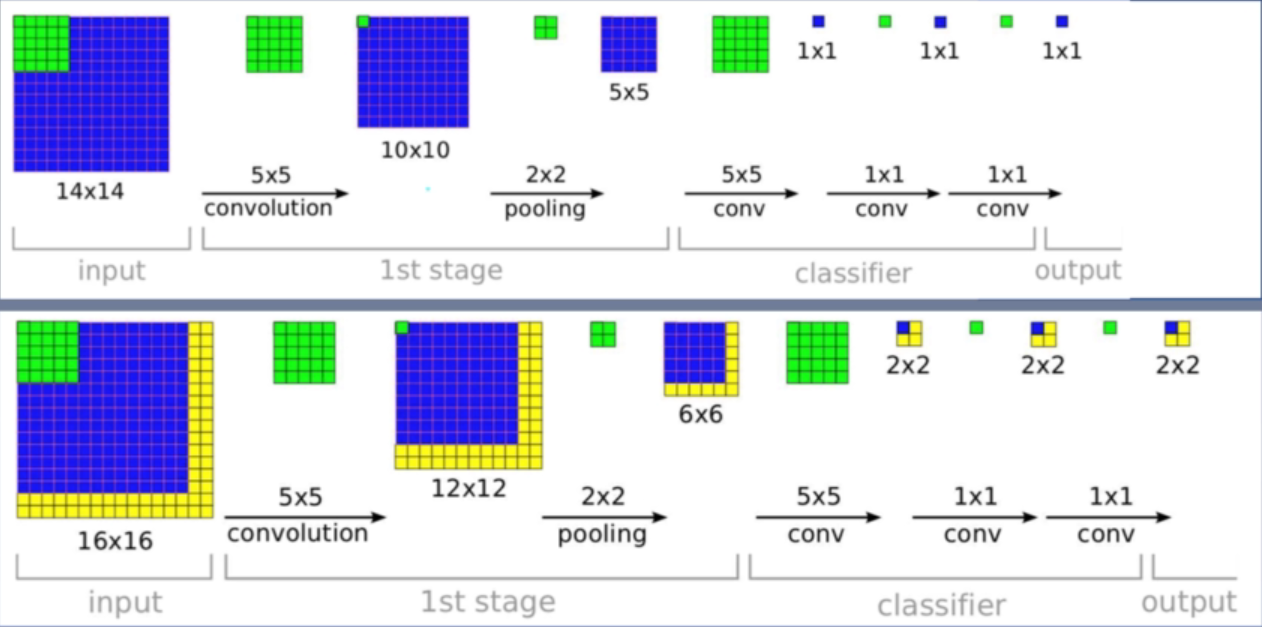 1x1 1x1 1x1
5x5
10x10
14x14
5x5 2x2 5x5 1x1 1x1
convolution pooling conv conv conv
input 1st stage classifier output
2x2 2x2 2x2
6x6
12x12
16x16
5x5 2x2 5x5 1x1 1x1
convolution pooling conv conv conv
input 1st stage classifier output